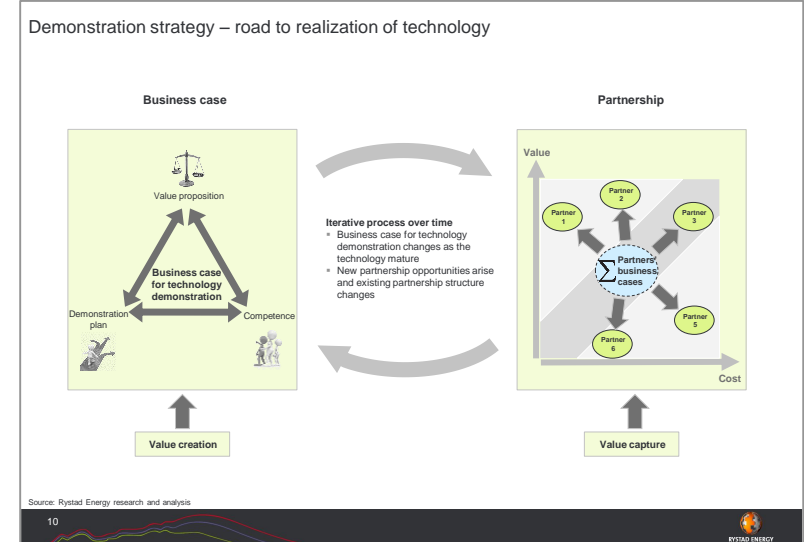 Demonstration strategy – road to realization of technology
Business case
Value proposition
Business case
for technology
demonstration
Demonstration
plan
Competence
Value creation
Iterative process over time
Business case for technology
demonstration changes as the
technology mature
New partnership opportunities arise
and existing partnership structure
changes
Partnership
Value
Partner
1
Partner
2
Partner
3
∑ Partners'
business
cases
Partner
5
Partner
6
Cost
Value capture
Source: Rystad Energy research and analysis
10
RYSTAD ENERGY